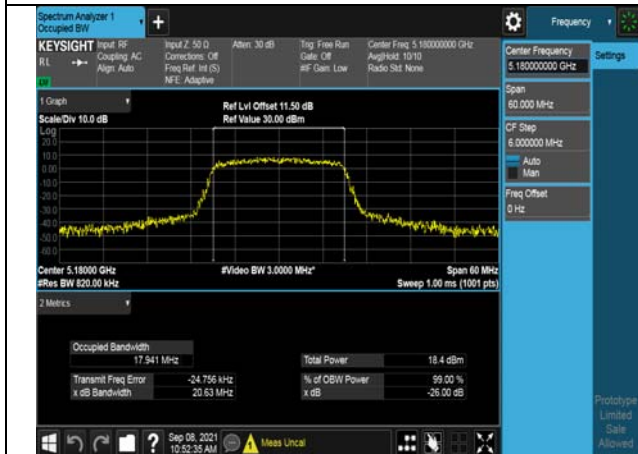 Spectrum Analyzer 1
Occupied BW
Frequency
KEYSIGHT
RL
Input: RF
Coupling: AC
Align: Auto
Input Z: 50 Ω
Corrections: Off
Freq Ref: Int (S)
NFE: Adaptive
Atten: 30 dB
Trig: Free Run
Gate: Off
#IF Gain: Low
Center Freq: 5.180000000 GHz
Avg|Hold: 10/10
Radio Std: None
Center Frequency
5.180000000 GHz
Settings
Span
60.000 MHz
CF Step
6.000000 MHz
Auto
Man
Freq Offset
0 Hz
1 Graph
Scale/Div 10.0 dB
Ref Lvl Offset 11.50 dB
Ref Value 30.00 dBm
Log
20.0
10.0
0.00
-10.0
-20.0
-30.0
-40.0
-50.0
-60.0
Center 5.18000 GHz
#Res BW 820.00 kHz
#Video BW 3.0000 MHz*
Span 60 MHz
Sweep 1.00 ms (1001 pts)
2 Metrics
Occupied Bandwidth
17.941 MHz
Total Power
18.4 dBm
Transmit Freq Error
-24.756 kHz
% of OBW Power
99.00 %
x dB Bandwidth
20.63 MHz
x dB
-26.00 dB
Sep 08, 2021
10:52:35 AM
Meas Uncal
Prototype
Limited
Sale
Allowed